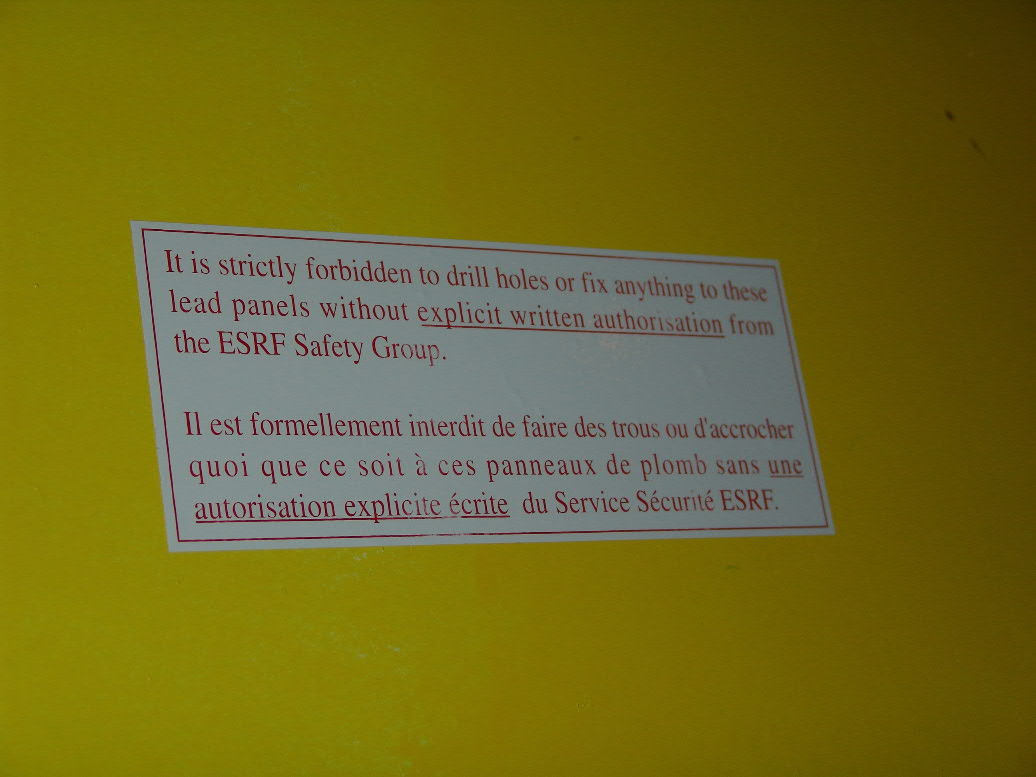 It is strictly forbidden to drill holes or fix anything to these
lead panels without explicit written authorisation from
the ESRF Safety Group.
Il est formellement interdit de faire des trous ou d'accrocher
quoi que ce soit à ces panneaux de plomb sans une
autorisation explicite écrite du Service Sécurité ESRF.